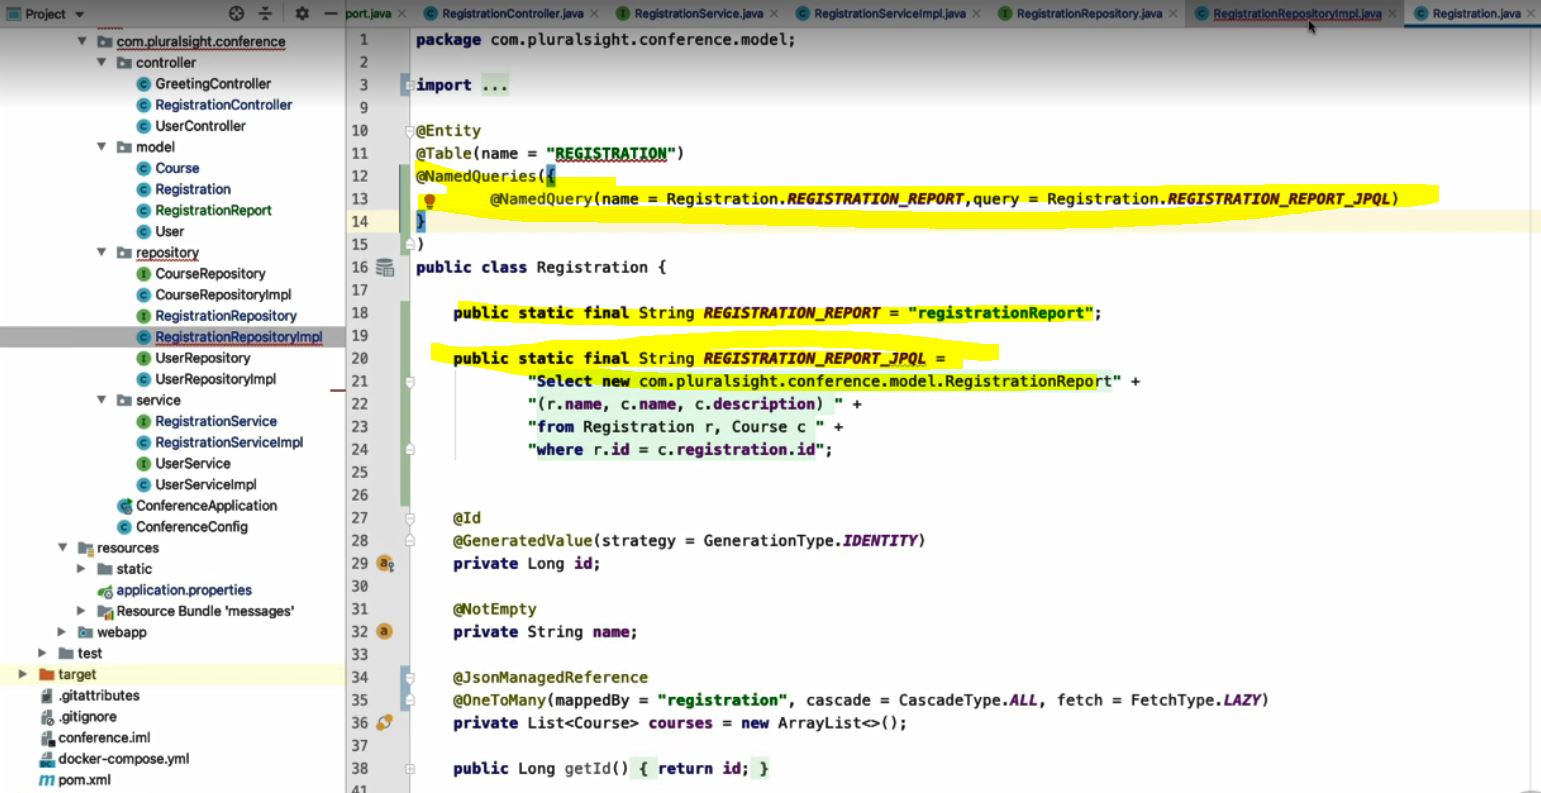 Project
port.java
RegistrationController.java
RegistrationService.java
RegistrationServiceImpl.java
RegistrationRepository.java
RegistrationRepositoryImpl.java
Registration.java
com.pluralsight.conference
controller
GreetingController
RegistrationController
UserController
model
Course
Registration
RegistrationReport
User
repository
CourseRepository
CourseRepositoryImpl
RegistrationRepository
RegistrationRepositoryImpl
UserRepository
UserRepositoryImpl
service
RegistrationService
RegistrationServiceImpl
UserService
UserServiceImpl
ConferenceApplication
ConferenceConfig
resources
static
application.properties
Resource Bundle 'messages'
webapp
test
target
.gitattributes
.gitignore
conference.iml
docker-compose.yml
pom.xml
1 package com.pluralsight.conference.model;
2
3 import ...
9
10 @Entity
11 @Table(name = "REGISTRATION")
12 @NamedQueries({
13 @NamedQuery(name = Registration.REGISTRATION_REPORT,query = Registration.REGISTRATION_REPORT_JPQL)
14 }
15 )
16 public class Registration {
17
18 public static final String REGISTRATION_REPORT = "registrationReport";
19
20 public static final String REGISTRATION_REPORT_JPQL =
21 "Select new com.pluralsight.conference.model.RegistrationReport" +
22 "(r.name, c.name, c.description) " +
23 "from Registration r, Course c " +
24 "where r.id = c.registration.id";
25
26
27 @Id
28 @GeneratedValue(strategy = GenerationType.IDENTITY)
29 private Long id;
30
31 @NotEmpty
32 private String name;
33
34 @JsonManagedReference
35 @OneToMany(mappedBy = "registration", cascade = CascadeType.ALL, fetch = FetchType.LAZY)
36 private List<Course> courses = new ArrayList<>();
37
38 public Long getId() { return id; }
41